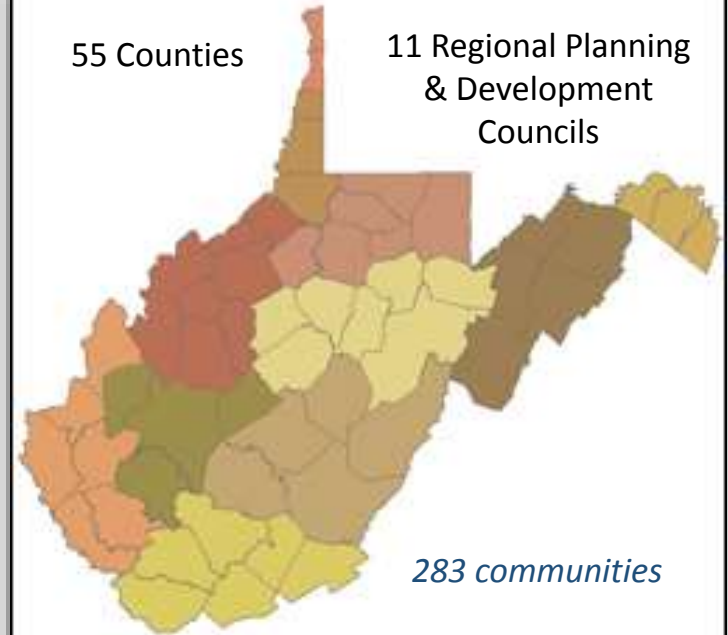 55 Counties
11 Regional Planning
& Development
Councils
283 communities